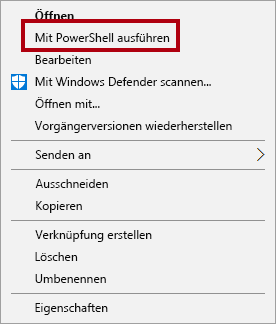 Öffnen
Mit PowerShell ausführen
Bearbeiten
Mit Windows Defender scannen...
Öffnen mit...
Vorgängerversionen wiederherstellen
Senden an
Ausschneiden
Kopieren
Verknüpfung erstellen
Löschen
Umbenennen
Eigenschaften